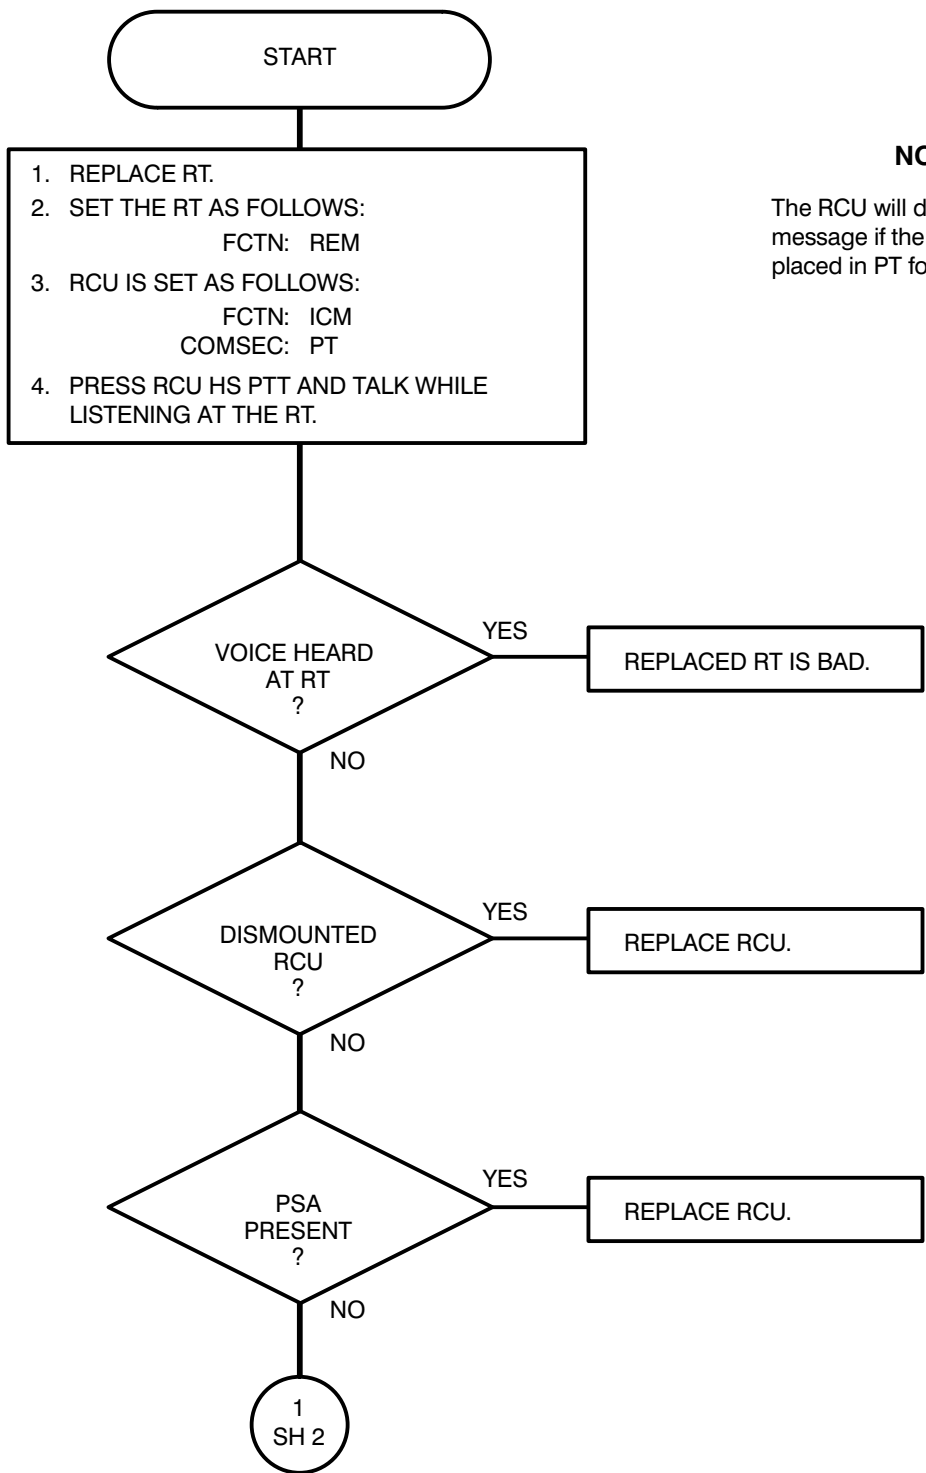 START
1. REPLACE RT.
2. SET THE RT AS FOLLOWS:
FCTN: REM
3. RCU IS SET AS FOLLOWS:
FCTN: ICM
COMSEC: PT
4. PRESS RCU HS PTT AND TALK WHILE
LISTENING AT THE RT.
The RCU will
message if the
placed in PT
VOICE HEARD
AT RT
?
YES
REPLACED RT IS BAD.
NO
DISMOUNTED
RCU
?
YES
REPLACE RCU.
NO
PSA
PRESENT
?
YES
REPLACE RCU.
NO
1
SH 2